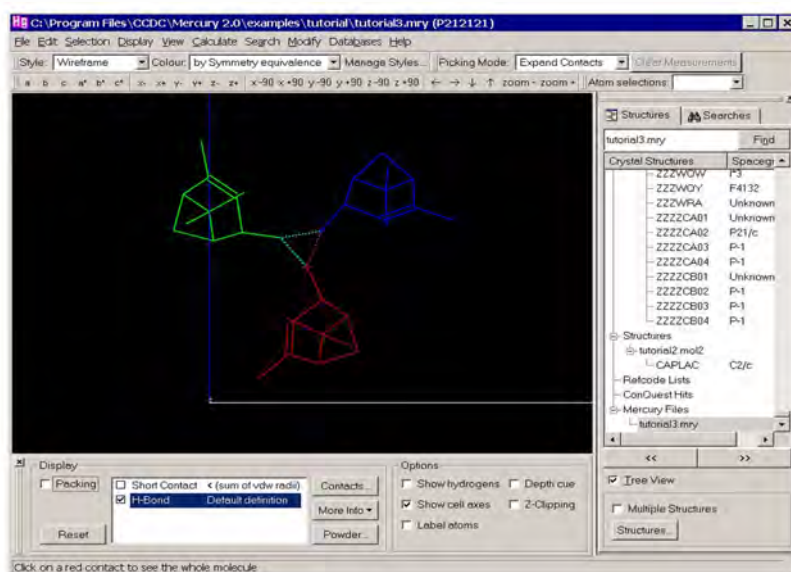 C:\Program Files\CCDC\Mercury 2.0\examples\tutorial\tutorial3.mry (P212121)
File Edit Selection Display View Calculate Search Modify Databases Help
Style: Wireframe Colour: by Symmetry equivalence Manage Styles... Picking Mode: Expand Contacts Clear Measurements
a b c a* b* c* x- x+ y- y+ z- z+ x-90 x+90 y-90 y+90 z-90 z+90 ← → ↓ ↑ zoom- zoom+ Atom selections:
Structures Searches
tutorial3.mry Find
Crystal Structures Spacegr
ZZZWOW I*3
ZZZWOY F4132
ZZZWRA Unknown
ZZZZCA01 Unknown
ZZZZCA02 P21/c
ZZZZCA03 P-1
ZZZZCA04 P-1
ZZZZCB01 Unknown
ZZZZCB02 P-1
ZZZZCB03 P-1
ZZZZCB04 P-1
Structures
tutorial2.mol2
CAPLAC C2/c
Refcode Lists
ConQuest Hits
Mercury Files
tutorial3.mry
<< >>
Tree View
Multiple Structures
Structures...
Display
Packing
Reset
Short Contact < (sum of vdw radii)
H-Bond Default definition
Contacts...
More Info
Powder...
Options
Show hydrogens Depth cue
Show cell axes Z-Clipping
Label atoms
Click on a red contact to see the whole molecule